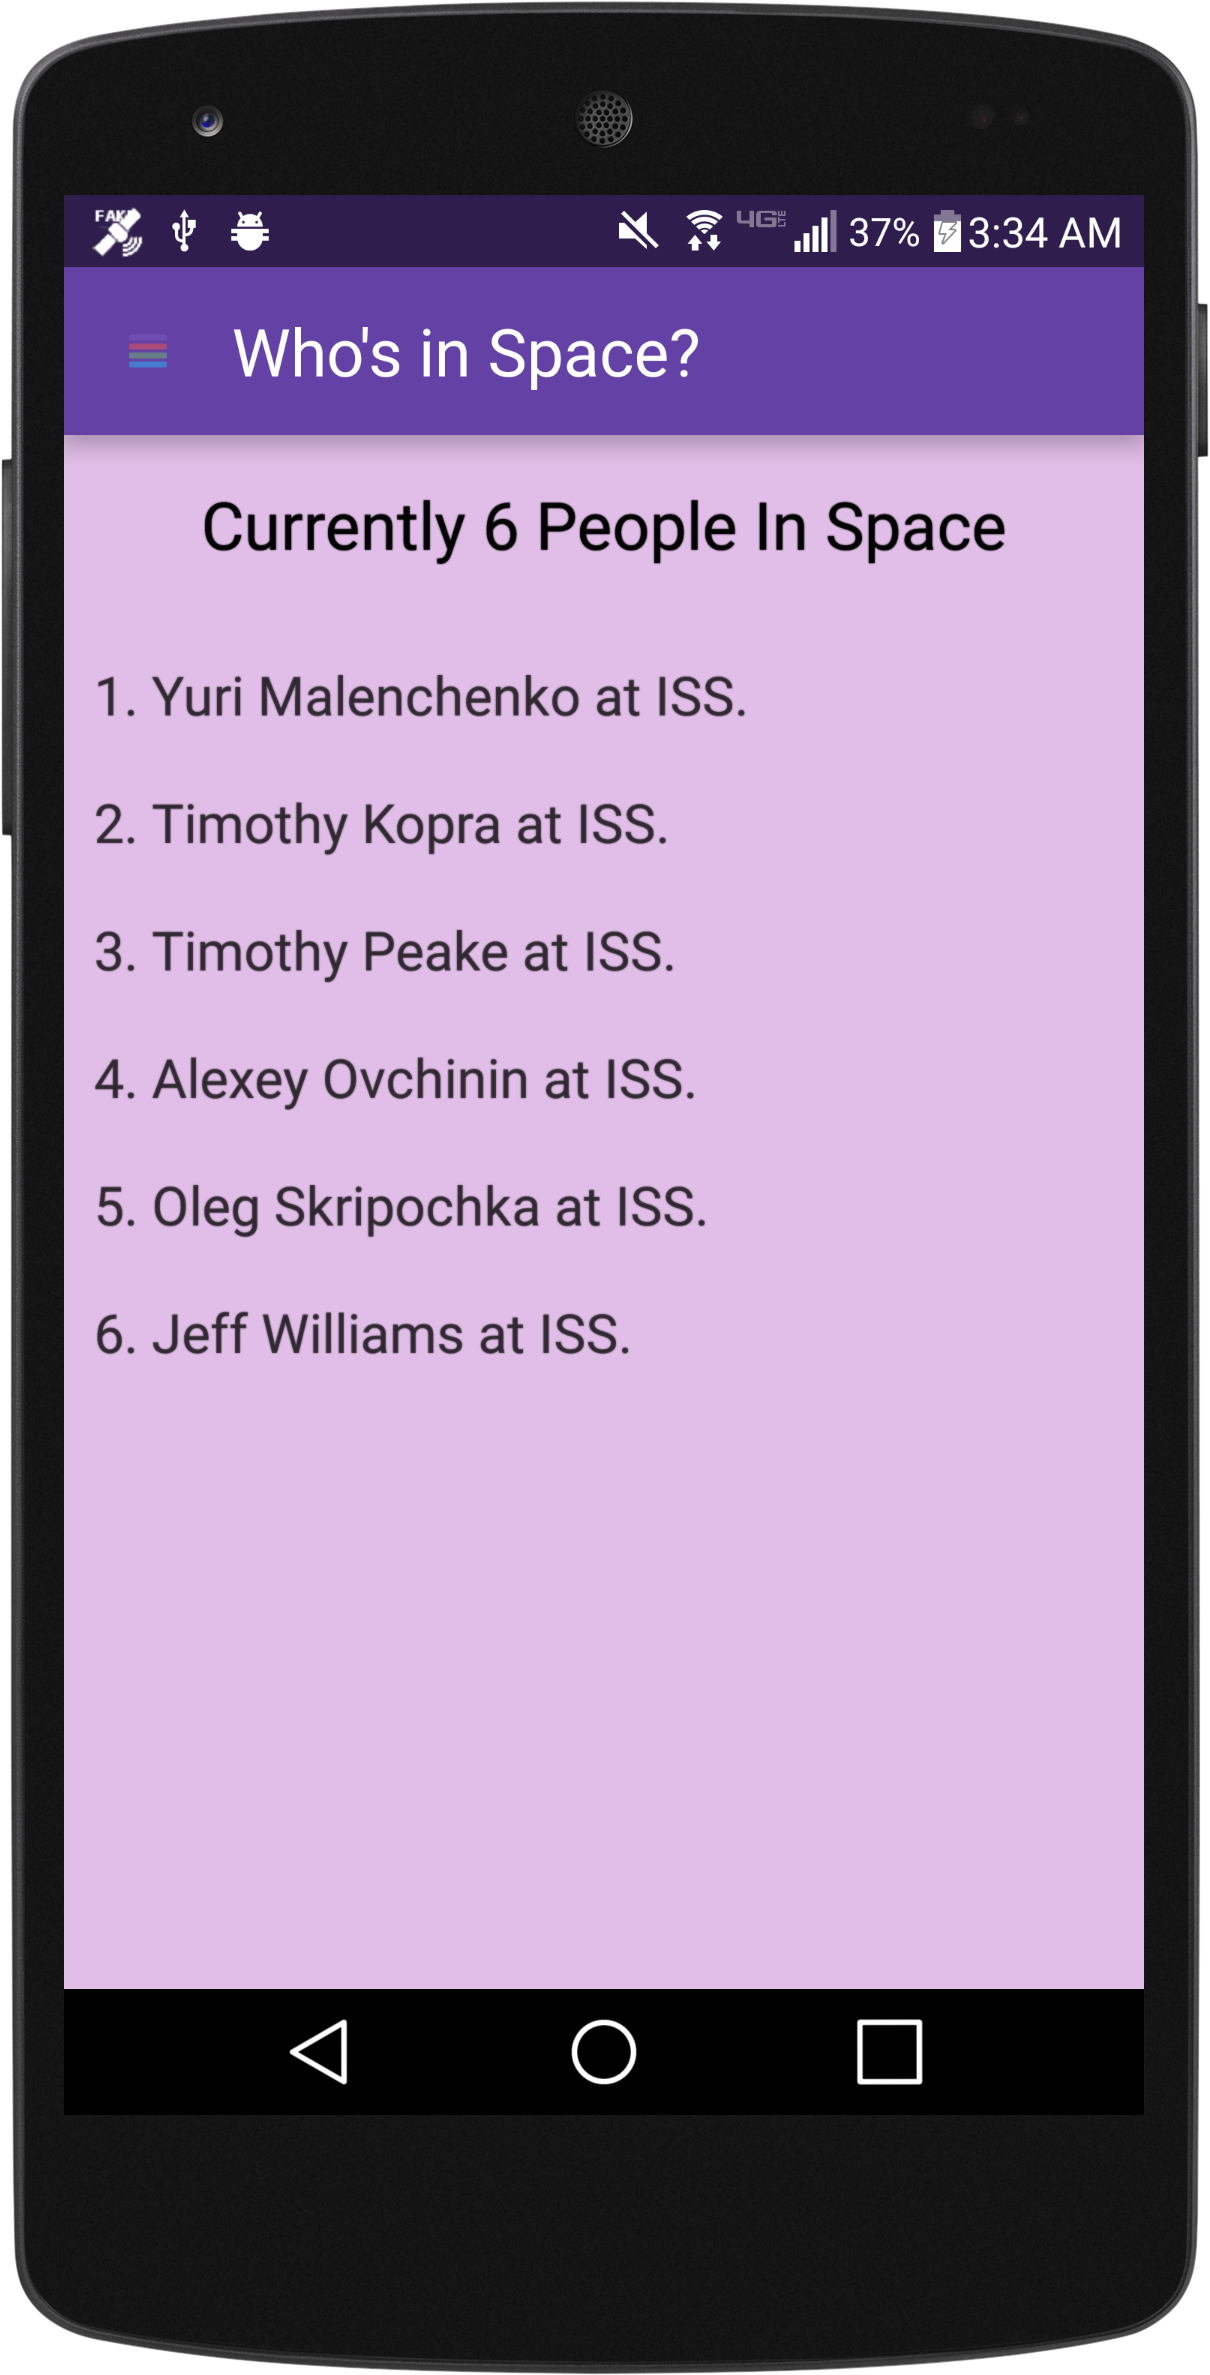 FAKE
4G LTE 37% 3:34 AM
Who's in Space?
Currently 6 People In Space
1. Yuri Malenchenko at ISS.
2. Timothy Kopra at ISS.
3. Timothy Peake at ISS.
4. Alexey Ovchinin at ISS.
5. Oleg Skripochka at ISS.
6. Jeff Williams at ISS.